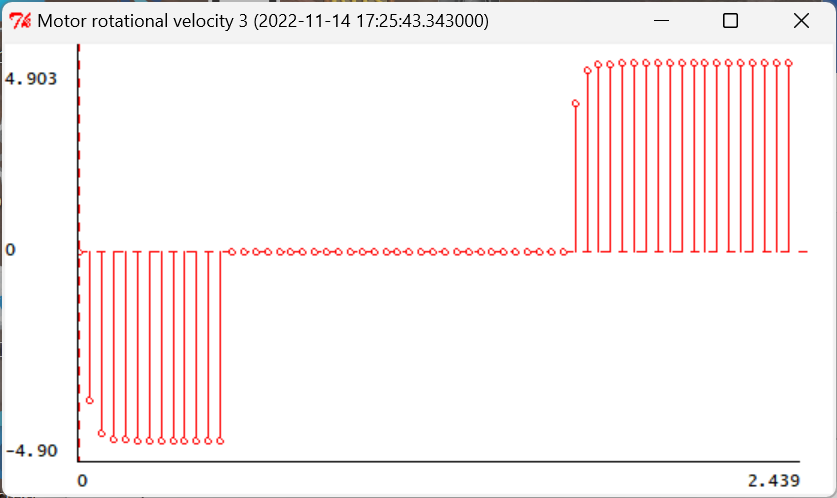 Motor rotational velocity 3 (2022-11-14 17:25:43.343000)
4.903
0
-4.90
0 2.439